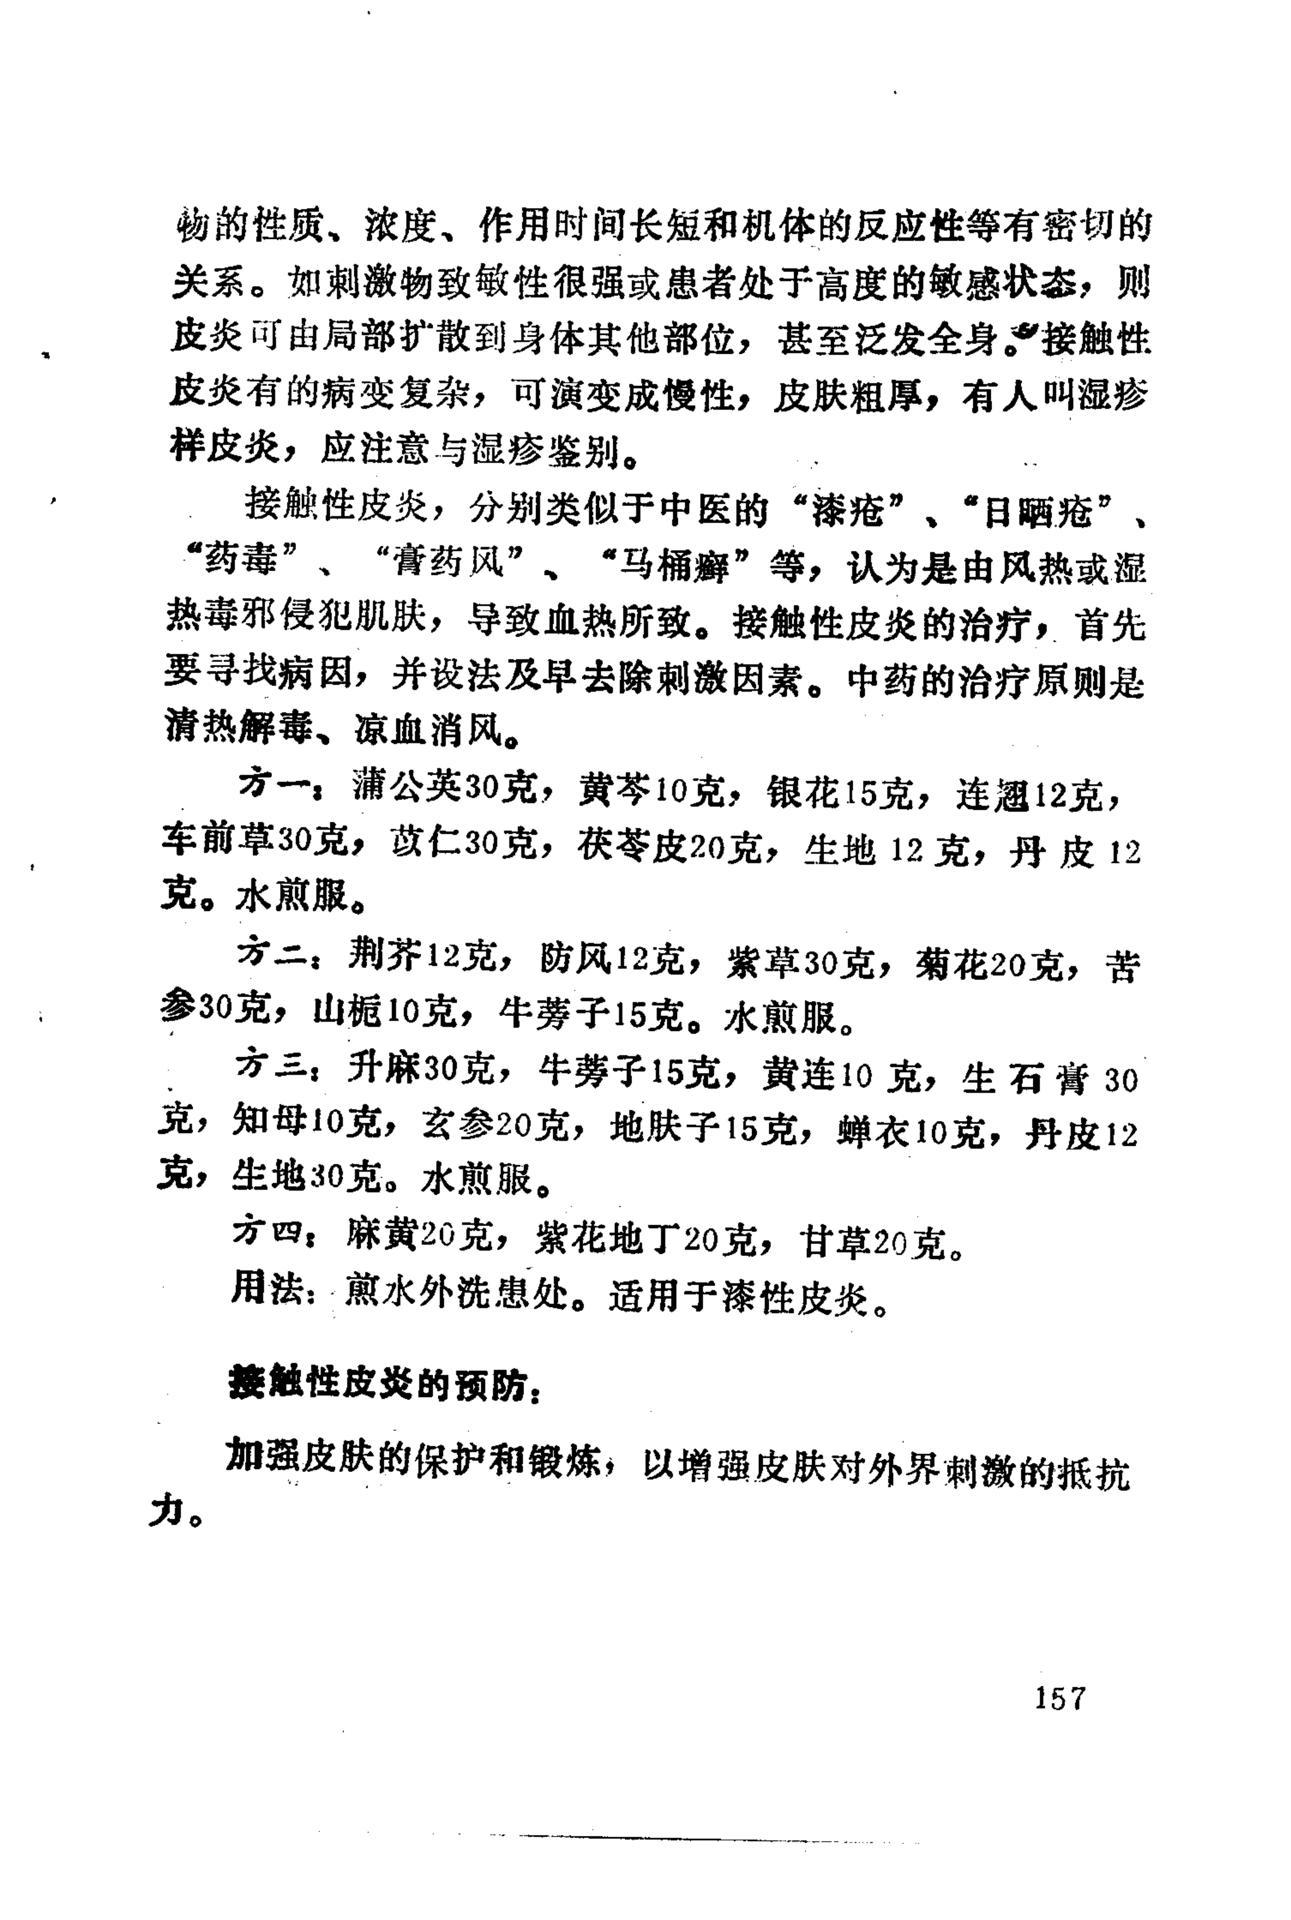 物的性质、浓度、作用时间长短和机体的反应性等有密切的
关系。如刺激物致敏性很强或患者处于高度的敏感状态，则
皮炎可由局部扩散到身体其他部位，甚至泛发全身。接触性
皮炎有的病变复杂，可演变成慢性，皮肤粗厚，有人叫湿疹
样皮炎，应注意与湿疹鉴别。
接触性皮炎，分别类似于中医的“漆疮”、“日晒疮”、
“药毒”、“膏药风”、“马桶癣”等，认为是由风热或湿
热毒邪侵犯肌肤，导致血热所致。接触性皮炎的治疗，首先
要寻找病因，并设法及早去除刺激因素。中药的治疗原则是
清热解毒、凉血消风。
方一：蒲公英30克，黄芩10克，银花15克，连翘12克，
车前草30克，苡仁30克，茯苓皮20克，生地12克，丹皮12
克。水煎服。
方二：荆芥12克，防风12克，紫草30克，菊花20克，苦
参30克，山栀10克，牛蒡子15克。水煎服。
方三：升麻30克，牛蒡子15克，黄连10克，生石膏30
克，知母10克，玄参20克，地肤子15克，蝉衣10克，丹皮12
克，生地30克。水煎服。
方四：麻黄20克，紫花地丁20克，甘草20克。
用法：煎水外洗患处。适用于漆性皮炎。
接触性皮炎的预防：
加强皮肤的保护和锻炼，以增强皮肤对外界刺激的抵抗
力。
157